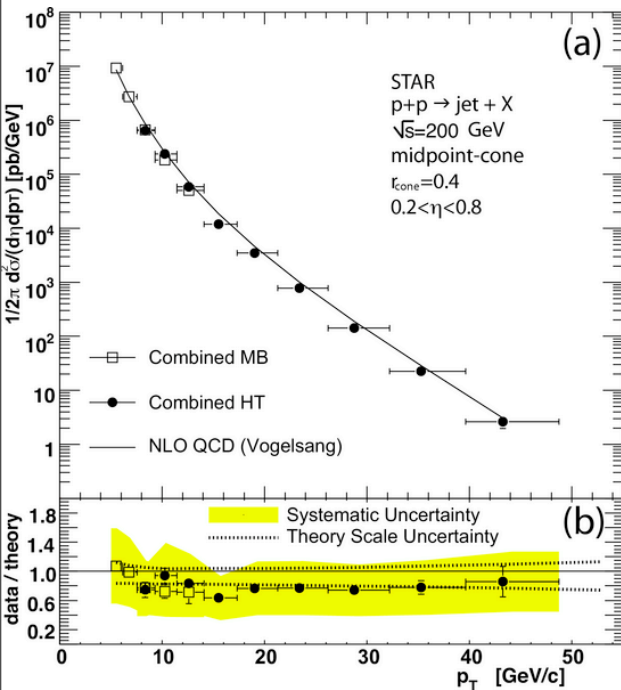 10⁸
(a)
10⁷
STAR
p+p → jet + X
10⁶
√s=200 GeV
midpoint-cone
10⁵
r_cone=0.4
0.2<η<0.8
10⁴
1/2π d²σ/(dηdp_T) [pb/GeV]
10³
10²
Combined MB
10
Combined HT
1
NLO QCD (Vogelsang)
1.8
Systematic Uncertainty
(b)
Theory Scale Uncertainty
1.4
1.0
data / theory
0.6
0.2
0 10 20 30 40 50
p_T [GeV/c]